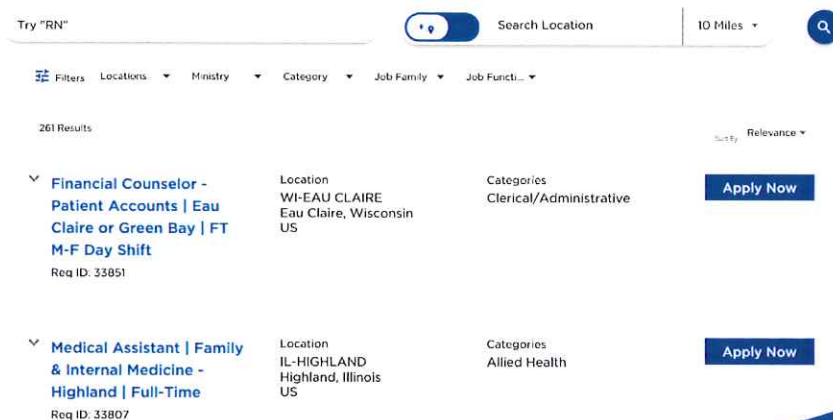 Try "RN"
Search Location
10 Miles
Filters Locations Ministry Category Job Family Job Functi...
261 Results
Sort By Relevance
Financial Counselor -
Patient Accounts | Eau
Claire or Green Bay | FT
M-F Day Shift
Req ID: 33851
Location
WI-EAU CLAIRE
Eau Claire, Wisconsin
US
Categories
Clerical/Administrative
Apply Now
Medical Assistant | Family
& Internal Medicine -
Highland | Full-Time
Req ID: 33807
Location
IL-HIGHLAND
Highland, Illinois
US
Categories
Allied Health
Apply Now